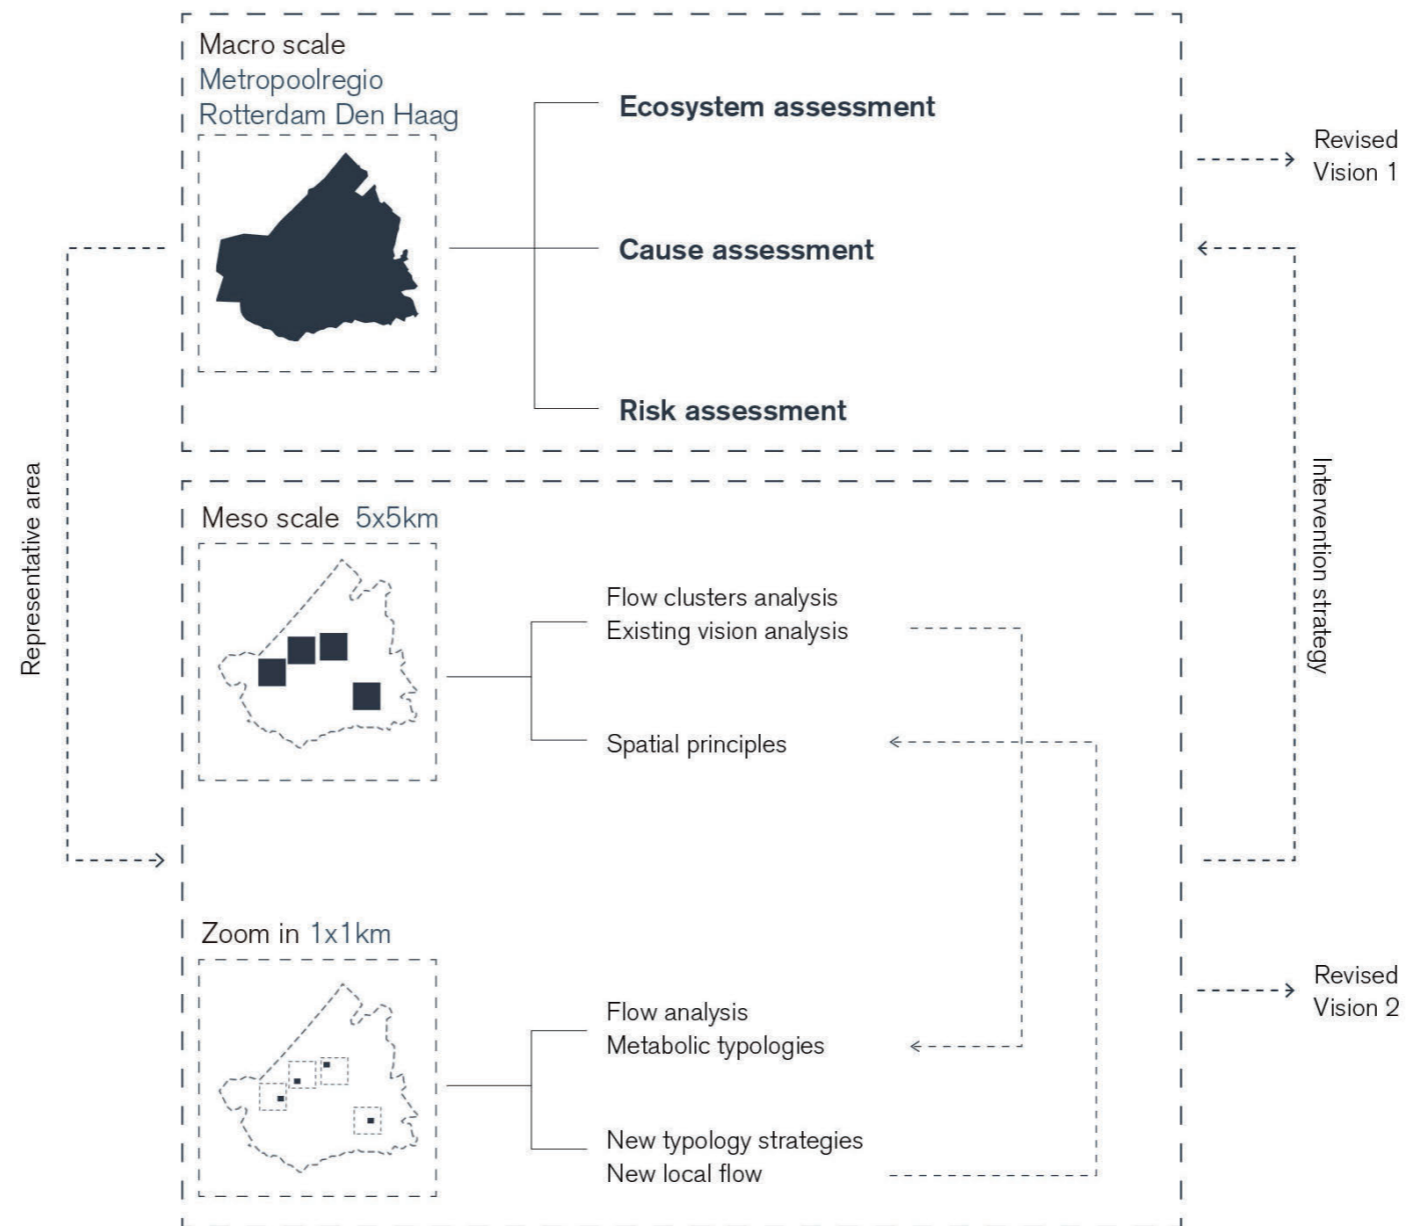 Macro scale
Metropoolregio
Rotterdam Den Haag
Ecosystem assessment
Cause assessment
Risk assessment
Revised
Vision 1
Representative area
Intervention strategy
Meso scale 5x5km
Flow clusters analysis
Existing vision analysis
Spatial principles
Zoom in 1x1km
Flow analysis
Metabolic typologies
New typology strategies
New local flow
Revised
Vision 2